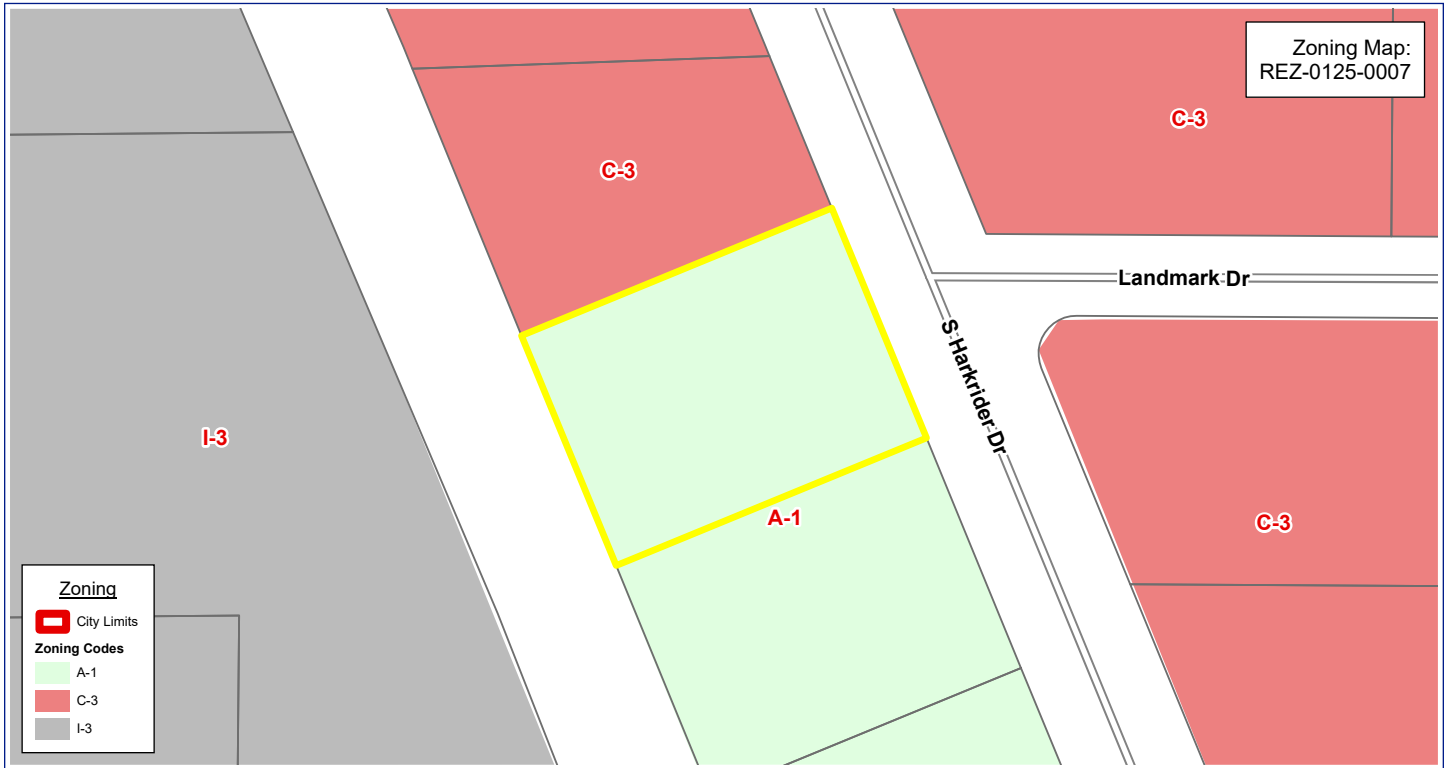 Zoning Map:
REZ-0125-0007
C-3
C-3
Landmark Dr
S Harkrider Dr
I-3
A-1
C-3
Zoning
City Limits
Zoning Codes
A-1
C-3
I-3